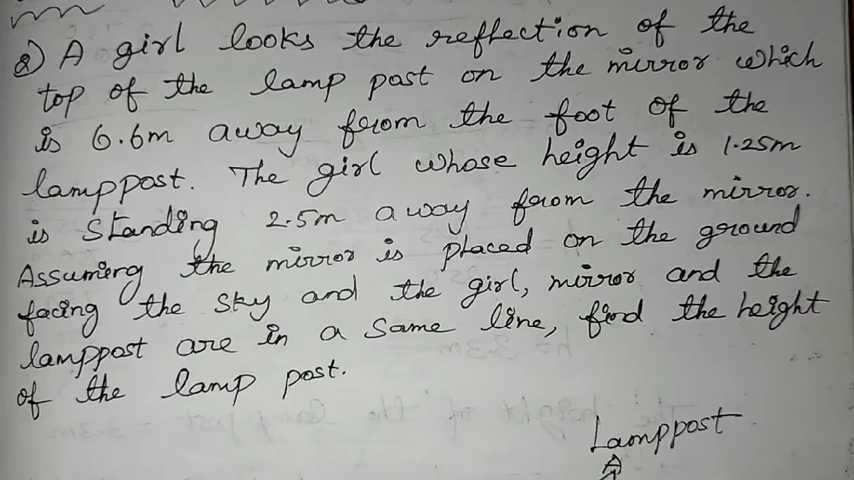 2) A girl looks the reflection of the
top of the lamp post on the mirror which
is 6.6m away from the foot of the
lamppost. The girl whose height is 1.25m
is standing 2.5m away from the mirror.
Assuming the mirror is placed on the ground
facing the sky and the girl, mirror and the
lamppost are in a same line, find the height
of the lamp post.
Lamppost
A